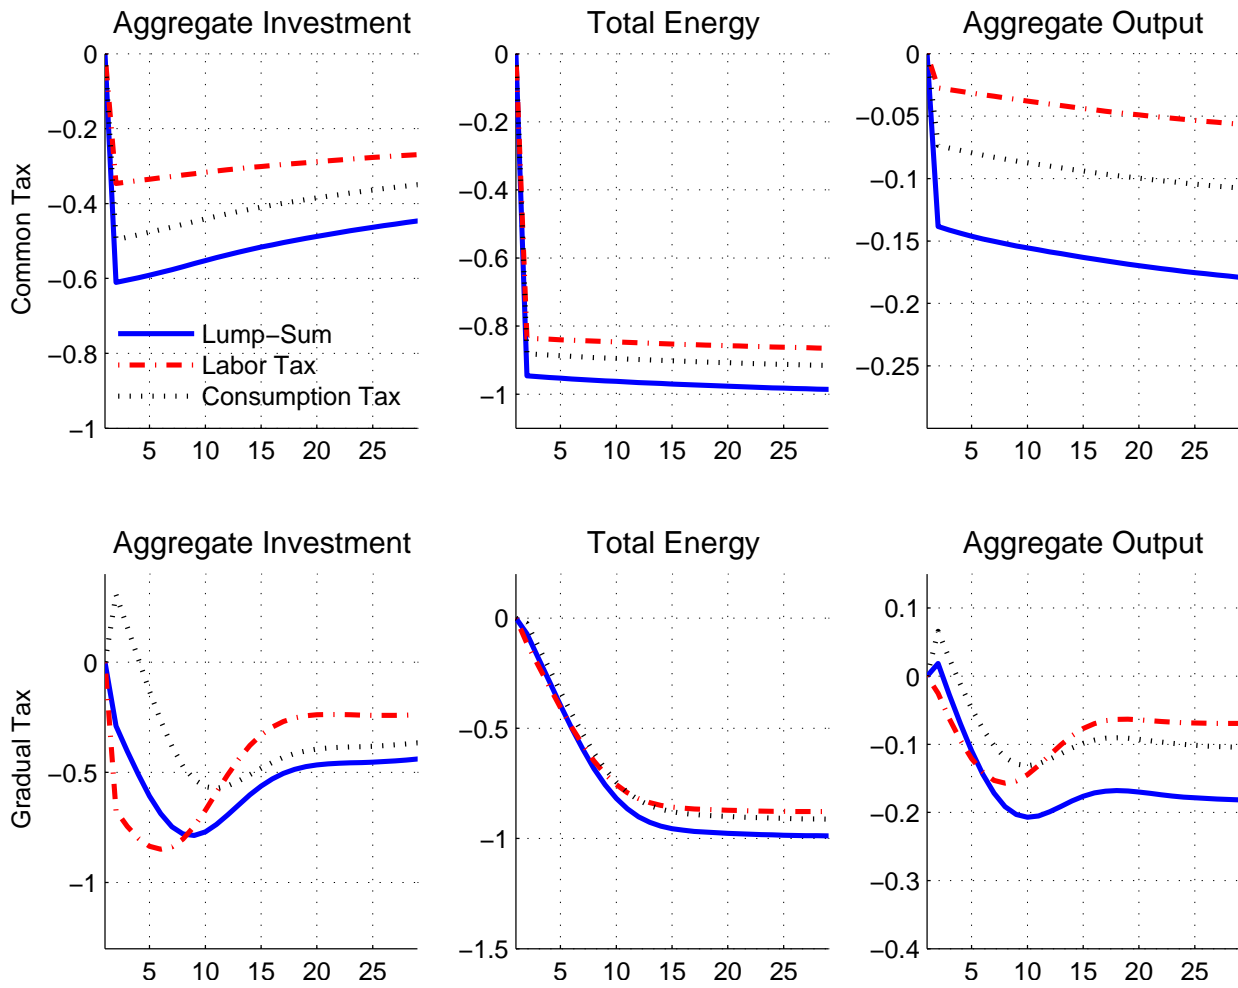 Aggregate Investment Total Energy Aggregate Output
Common Tax
0
−0.2
−0.4
−0.6
−0.8
−1
Lump−Sum
Labor Tax
Consumption Tax
5 10 15 20 25
0
−0.2
−0.4
−0.6
−0.8
−1
5 10 15 20 25
0
−0.05
−0.1
−0.15
−0.2
−0.25
5 10 15 20 25
Aggregate Investment Total Energy Aggregate Output
Gradual Tax
0
−0.5
−1
5 10 15 20 25
0
−0.5
−1
−1.5
5 10 15 20 25
0.1
0
−0.1
−0.2
−0.3
−0.4
5 10 15 20 25